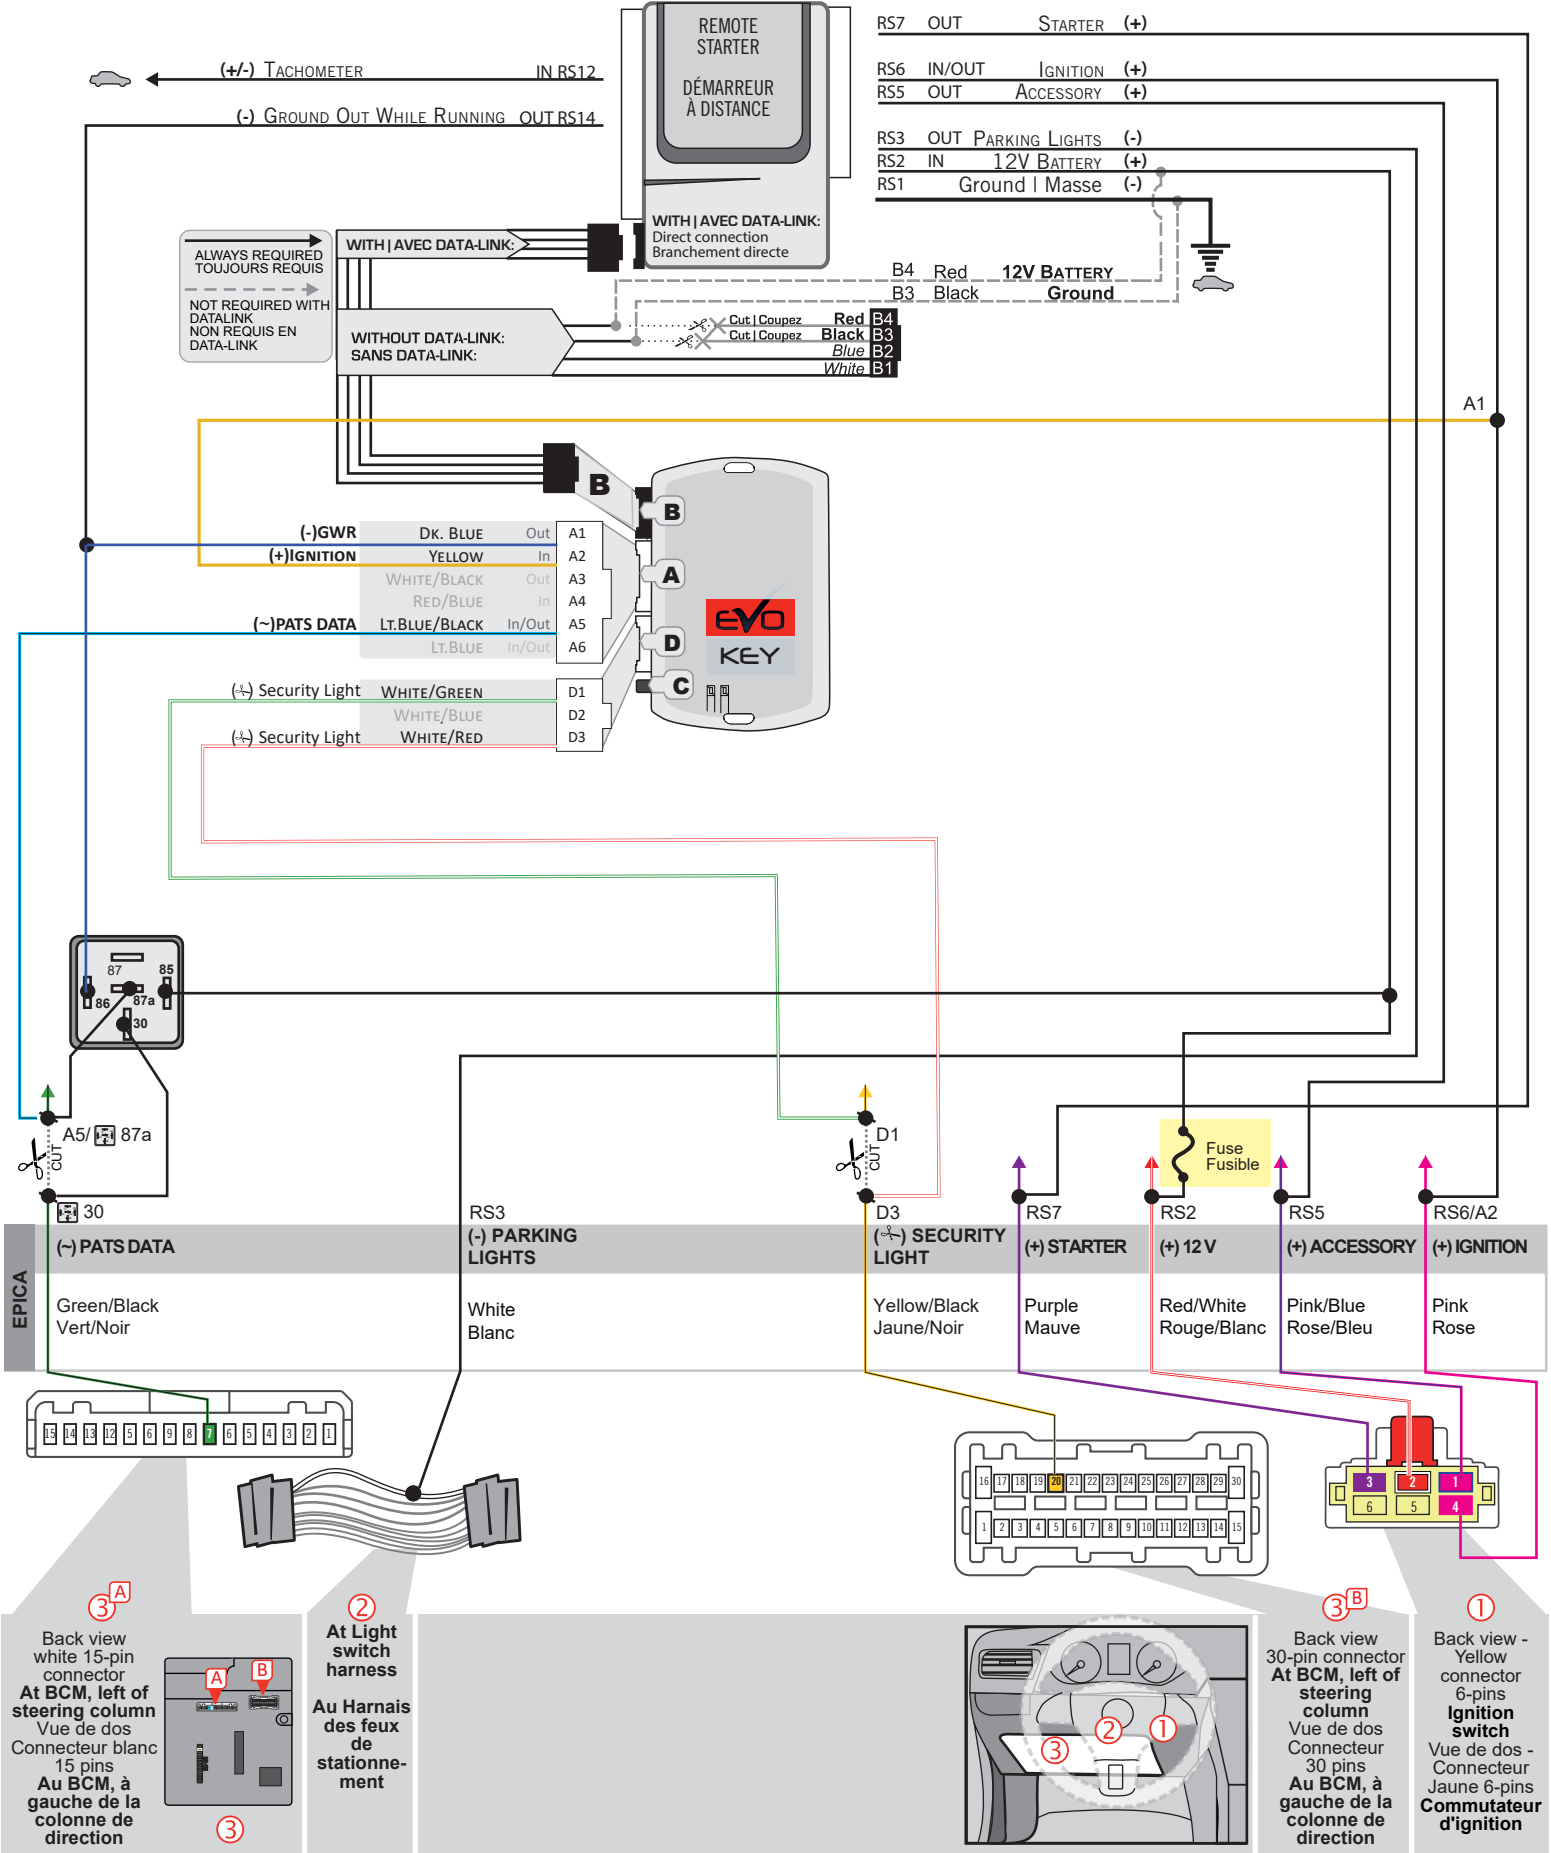 REMOTE
STARTER
DÉMARREUR
À DISTANCE
WITH | AVEC DATA-LINK:
Direct connection
Branchement directe
(+/-) TACHOMETER IN RS12
(-) GROUND OUT WHILE RUNNING OUT RS14
RS7 OUT STARTER (+)
RS6 IN/OUT IGNITION (+)
RS5 OUT ACCESSORY (+)
RS3 OUT PARKING LIGHTS (-)
RS2 IN 12V BATTERY (+)
RS1 Ground | Masse (-)
ALWAYS REQUIRED
TOUJOURS REQUIS
NOT REQUIRED WITH
DATALINK
NON REQUIS EN
DATA-LINK
WITH | AVEC DATA-LINK:
B4 Red 12V BATTERY
B3 Black Ground
WITHOUT DATA-LINK:
SANS DATA-LINK:
Cut | Coupez Red B4
Cut | Coupez Black B3
Blue B2
White B1
A1
B
B
A
D
C
EVO
KEY
(-)GWR DK. BLUE Out A1
(+)IGNITION YELLOW In A2
WHITE/BLACK Out A3
RED/BLUE In A4
(~)PATS DATA LT.BLUE/BLACK In/Out A5
LT.BLUE In/Out A6
Security Light WHITE/GREEN D1
WHITE/BLUE D2
Security Light WHITE/RED D3
87
85
86
87a
30
A5/ 87a
CUT
30
D1
CUT
D3
Fuse
Fusible
RS3
RS7
RS2
RS5
RS6/A2
EPICA
(~) PATS DATA
(-) PARKING
LIGHTS
SECURITY
LIGHT
(+) STARTER
(+) 12 V
(+) ACCESSORY
(+) IGNITION
Green/Black
Vert/Noir
White
Blanc
Yellow/Black
Jaune/Noir
Purple
Mauve
Red/White
Rouge/Blanc
Pink/Blue
Rose/Bleu
Pink
Rose
15 14 13 12 5 6 9 8 7 6 5 4 3 2 1
16 17 18 19 20 21 22 23 24 25 26 27 28 29 30
1 2 3 4 5 6 7 8 9 10 11 12 13 14 15
3 2 1
6 5 4
3 A
Back view
white 15-pin
connector
At BCM, left of
steering column
Vue de dos
Connecteur blanc
15 pins
Au BCM, à
gauche de la
colonne de
direction
A B
3
2
At Light
switch
harness
Au Harnais
des feux
de
stationne-
ment
3 2 1
3 B
Back view
30-pin connector
At BCM, left of
steering
column
Vue de dos
Connecteur
30 pins
Au BCM, à
gauche de la
colonne de
direction
1
Back view -
Yellow
connector
6-pins
Ignition
switch
Vue de dos -
Connecteur
Jaune 6-pins
Commutateur
d'ignition